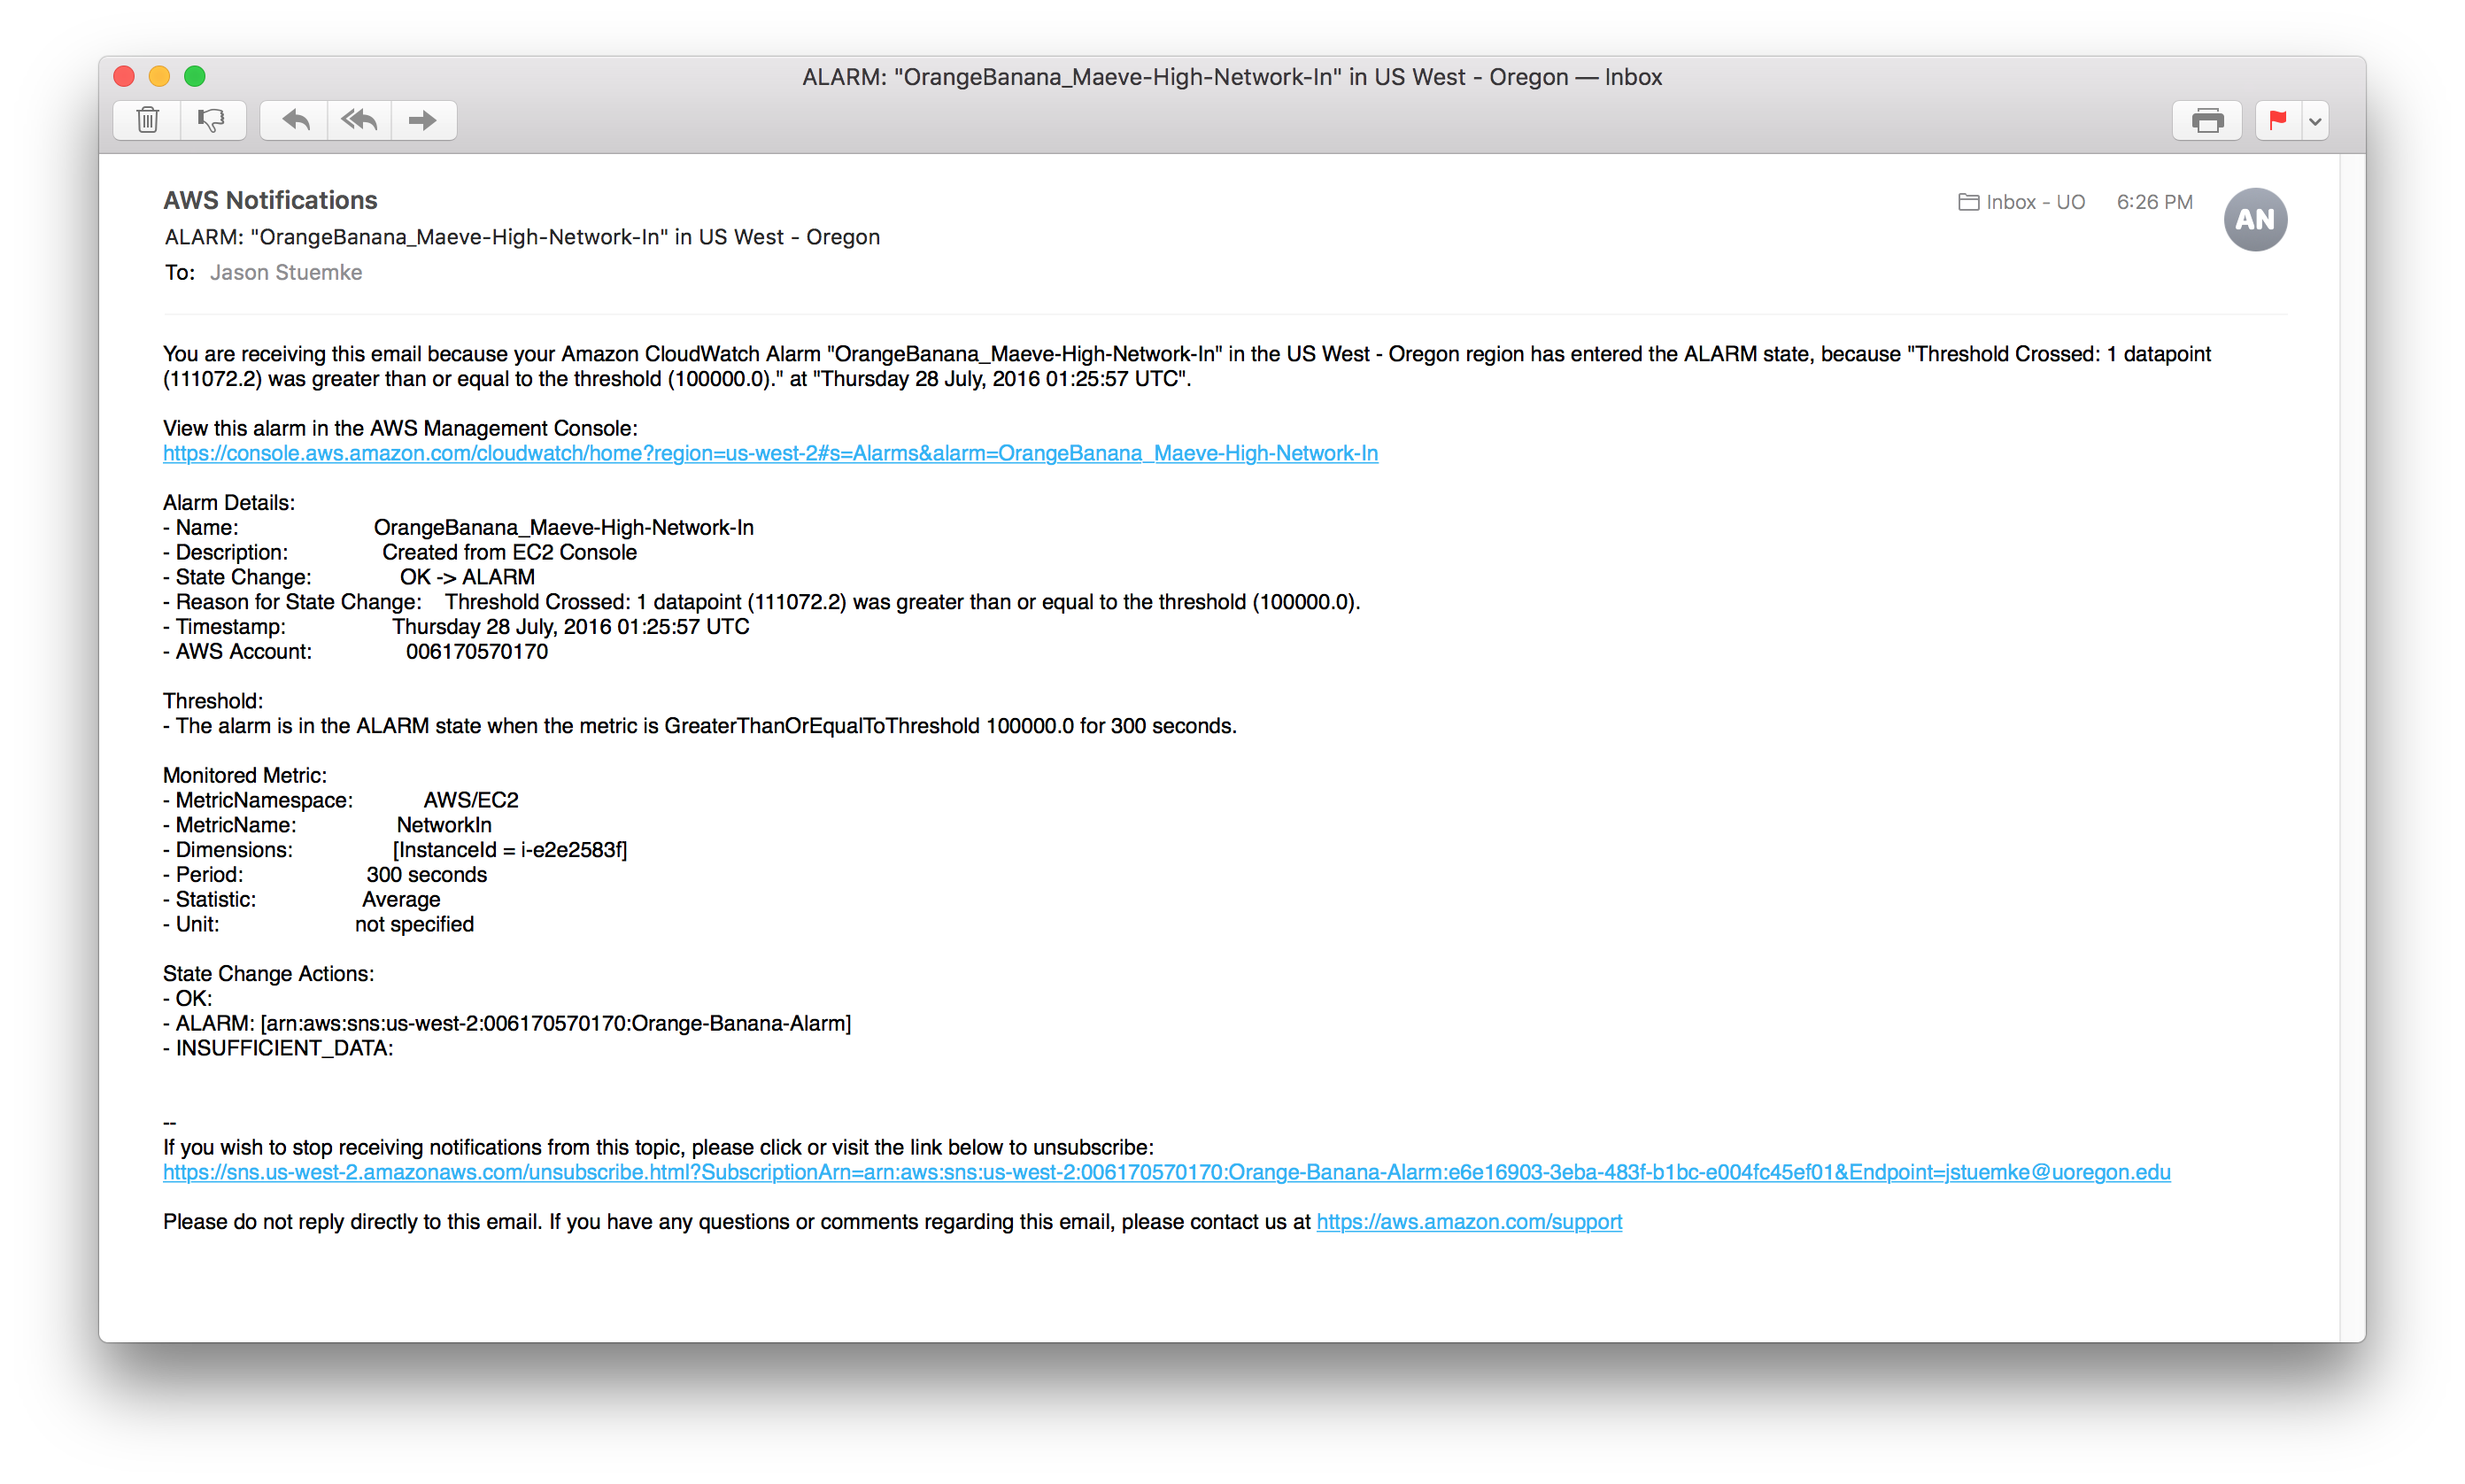 ALARM: "OrangeBanana_Maeve-High-Network-In" in US West - Oregon — Inbox
AWS Notifications
Inbox - UO 6:26 PM
AN
ALARM: "OrangeBanana_Maeve-High-Network-In" in US West - Oregon
To: Jason Stuemke
You are receiving this email because your Amazon CloudWatch Alarm "OrangeBanana_Maeve-High-Network-In" in the US West - Oregon region has entered the ALARM state, because "Threshold Crossed: 1 datapoint
(111072.2) was greater than or equal to the threshold (100000.0)." at "Thursday 28 July, 2016 01:25:57 UTC".
View this alarm in the AWS Management Console:
https://console.aws.amazon.com/cloudwatch/home?region=us-west-2#s=Alarms&alarm=OrangeBanana_Maeve-High-Network-In
Alarm Details:
- Name: OrangeBanana_Maeve-High-Network-In
- Description: Created from EC2 Console
- State Change: OK -> ALARM
- Reason for State Change: Threshold Crossed: 1 datapoint (111072.2) was greater than or equal to the threshold (100000.0).
- Timestamp: Thursday 28 July, 2016 01:25:57 UTC
- AWS Account: 006170570170
Threshold:
- The alarm is in the ALARM state when the metric is GreaterThanOrEqualToThreshold 100000.0 for 300 seconds.
Monitored Metric:
- MetricNamespace: AWS/EC2
- MetricName: NetworkIn
- Dimensions: [InstanceId = i-e2e2583f]
- Period: 300 seconds
- Statistic: Average
- Unit: not specified
State Change Actions:
- OK:
- ALARM: [arn:aws:sns:us-west-2:006170570170:Orange-Banana-Alarm]
- INSUFFICIENT_DATA:
--
If you wish to stop receiving notifications from this topic, please click or visit the link below to unsubscribe:
https://sns.us-west-2.amazonaws.com/unsubscribe.html?SubscriptionArn=arn:aws:sns:us-west-2:006170570170:Orange-Banana-Alarm:e6e16903-3eba-483f-b1bc-e004fc45ef01&Endpoint=jstuemke@uoregon.edu
Please do not reply directly to this email. If you have any questions or comments regarding this email, please contact us at https://aws.amazon.com/support